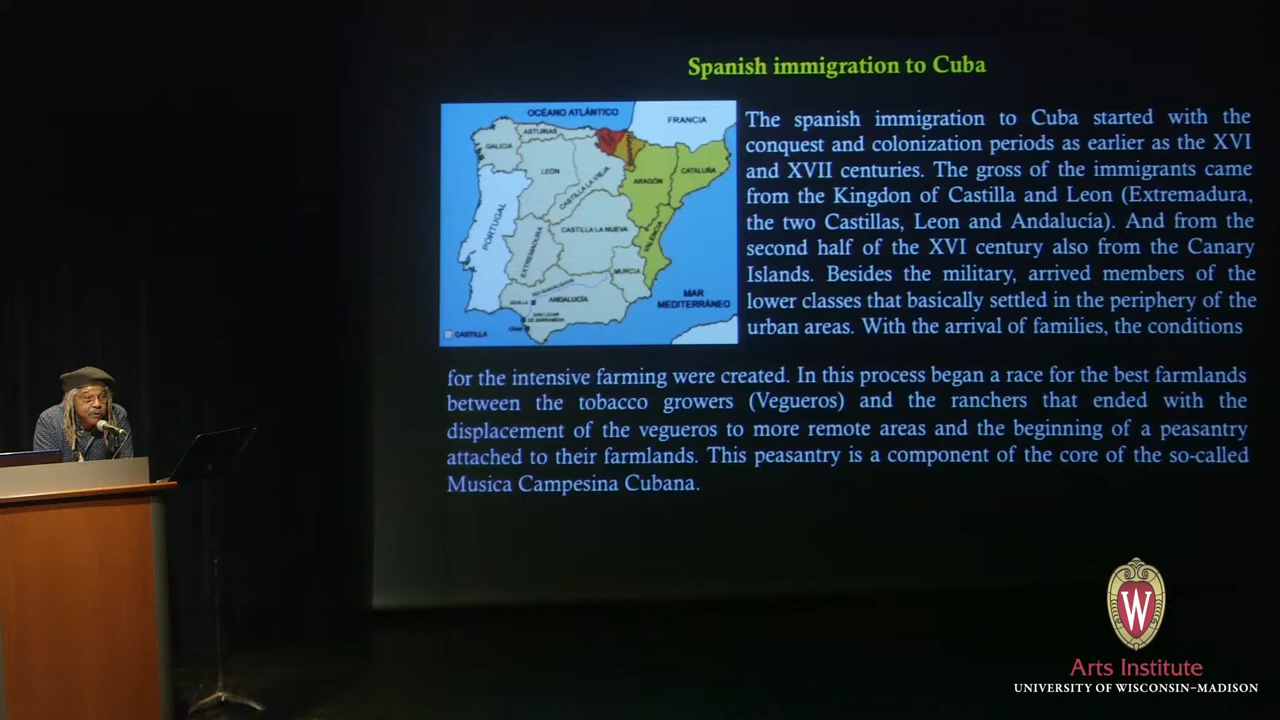 Spanish immigration to Cuba
OCÉANO ATLÁNTICO
FRANCIA
ASTURIAS
GALICIA
LEÓN
CASTILLA LA VIEJA
ARAGÓN
CATALUÑA
PORTUGAL
CASTILLA LA NUEVA
VALENCIA
EXTREMADURA
MURCIA
ANDALUCÍA
SEVILLA
MAR
MEDITERRÁNEO
CASTILLA
The spanish immigration to Cuba started with the
conquest and colonization periods as earlier as the XVI
and XVII centuries. The gross of the immigrants came
from the Kingdon of Castilla and Leon (Extremadura,
the two Castillas, Leon and Andalucía). And from the
second half of the XVI century also from the Canary
Islands. Besides the military, arrived members of the
lower classes that basically settled in the periphery of the
urban areas. With the arrival of families, the conditions
for the intensive farming were created. In this process began a race for the best farmlands
between the tobacco growers (Vegueros) and the ranchers that ended with the
displacement of the vegueros to more remote areas and the beginning of a peasantry
attached to their farmlands. This peasantry is a component of the core of the so-called
Musica Campesina Cubana.
W
Arts Institute
UNIVERSITY OF WISCONSIN–MADISON